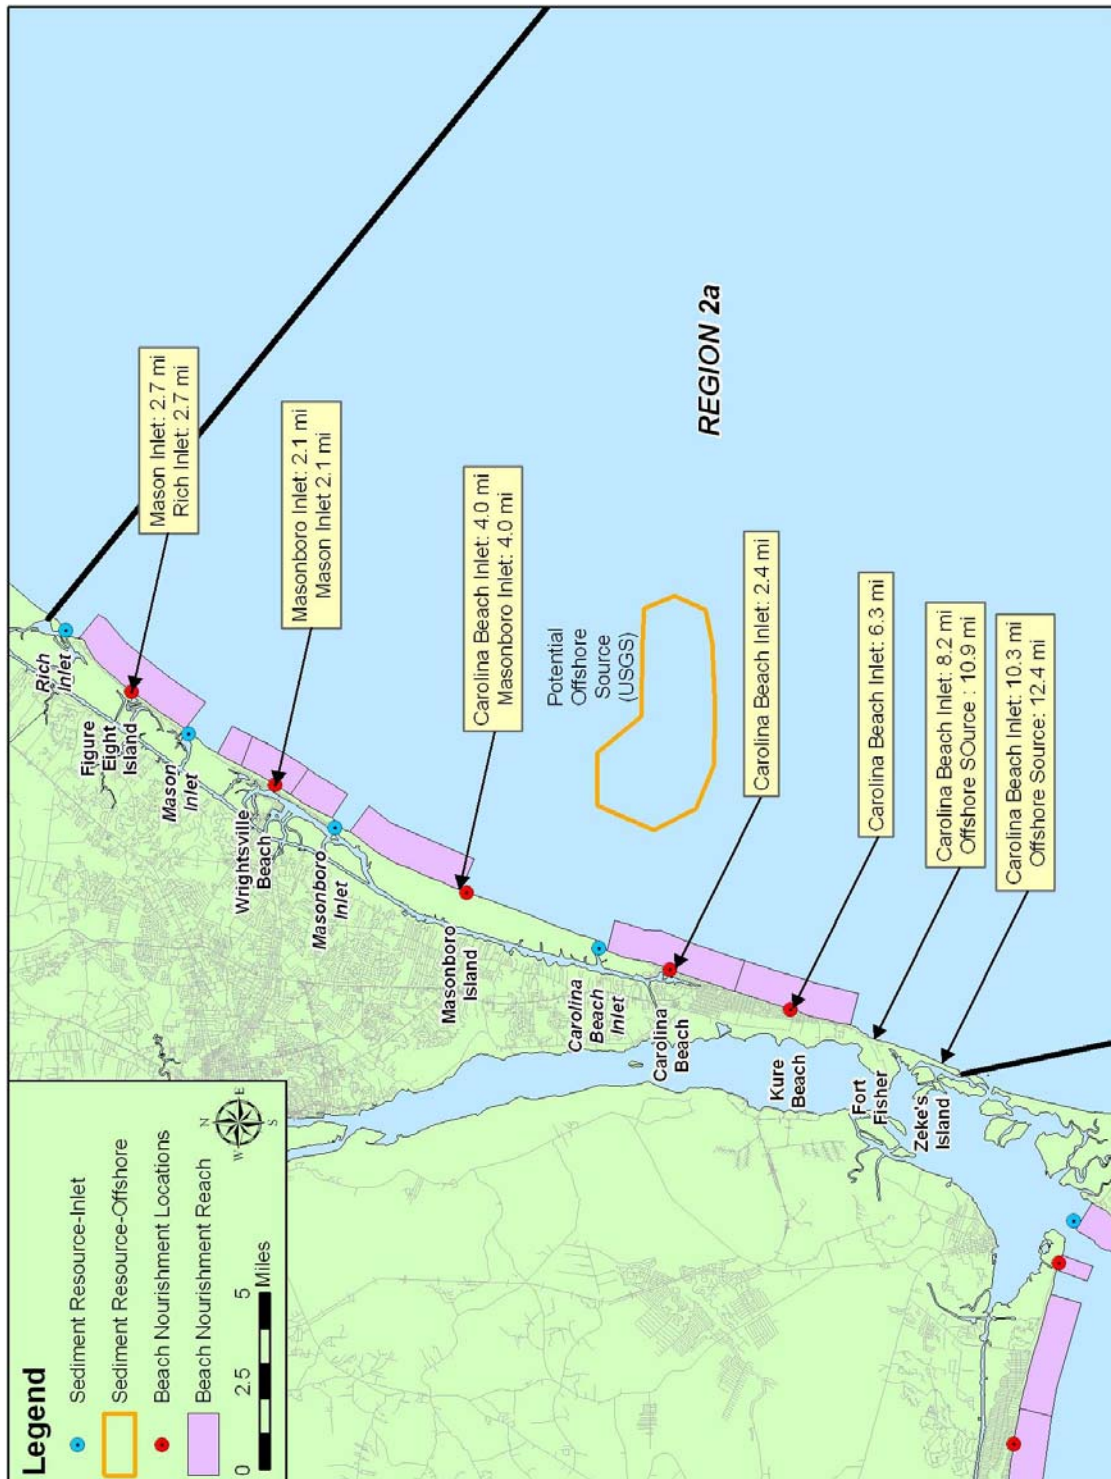 Legend
Sediment Resource-Inlet
Sediment Resource-Offshore
Beach Nourishment Locations
Beach Nourishment Reach
0 2.5 5
Miles
N
E
S
W
Rich
Inlet
Figure
Eight
Island
Mason
Inlet
Wrightsville
Beach
Masonboro
Inlet
Masonboro
Island
Carolina
Beach
Inlet
Carolina
Beach
Kure
Beach
Fort
Fisher
Zeke's
Island
Mason Inlet: 2.7 mi
Rich Inlet: 2.7 mi
Masonboro Inlet: 2.1 mi
Mason Inlet 2.1 mi
Carolina Beach Inlet: 4.0 mi
Masonboro Inlet: 4.0 mi
Potential
Offshore
Source
(USGS)
REGION 2a
Carolina Beach Inlet: 2.4 mi
Carolina Beach Inlet: 6.3 mi
Carolina Beach Inlet: 8.2 mi
Offshore SOurce : 10.9 mi
Carolina Beach Inlet: 10.3 mi
Offshore Source: 12.4 mi